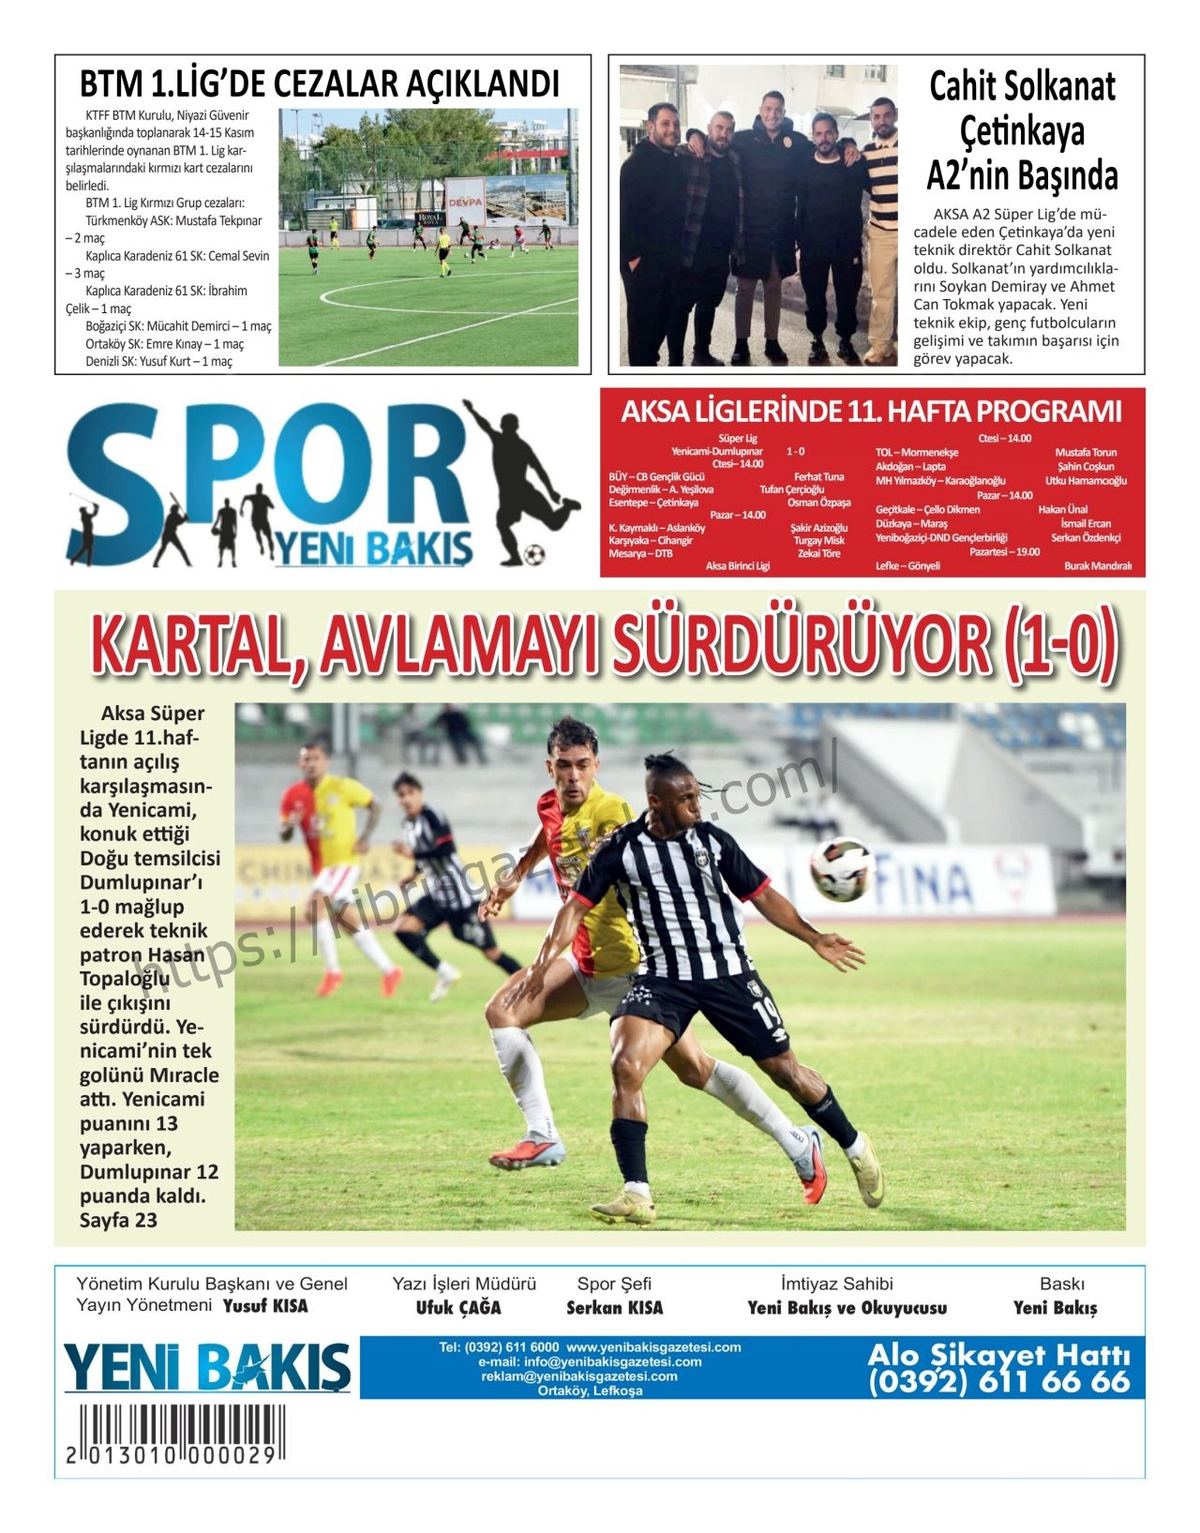 BTM 1.LİG’DE CEZALAR AÇIKLANDI
KTFF BTM Kurulu, Niyazi Güvenir
başkanlığında toplanarak 14-15 Kasım
tarihlerinde oynanan BTM 1. Lig kar-
şılaşmalarındaki kırmızı kart cezalarını
belirledi.
BTM 1. Lig Kırmızı Grup cezaları:
Türkmenköy ASK: Mustafa Tekpınar
– 2 maç
Kaplıca Karadeniz 61 SK: Cemal Sevin
– 3 maç
Kaplıca Karadeniz 61 SK: İbrahim
Çelik – 1 maç
Boğaziçi SK: Mücahit Demirci – 1 maç
Ortaköy SK: Emre Kınay – 1 maç
Denizli SK: Yusuf Kurt – 1 maç
DEVPA
ROYAL
Cahit Solkanat
Çetinkaya
A2’nin Başında
AKSA A2 Süper Lig’de mü-
cadele eden Çetinkaya’da yeni
teknik direktör Cahit Solkanat
oldu. Solkanat’ın yardımcılıkla-
rını Soykan Demiray ve Ahmet
Can Tokmak yapacak. Yeni
teknik ekip, genç futbolcuların
gelişimi ve takımın başarısı için
görev yapacak.
SPOR
YENİ BAKIŞ
AKSA LİGLERİNDE 11. HAFTA PROGRAMI
Süper Lig
Yenicami-Dumlupınar 1 - 0
Ctesi– 14.00
BÜY – CB Gençlik Gücü Ferhat Tuna
Değirmenlik – A. Yeşilova Tufan Çerçioğlu
Esentepe – Çetinkaya Osman Özpaşa
Pazar – 14.00
K. Kaymaklı – Aslanköy Şakir Azizoğlu
Karşıyaka – Cihangir Turgay Misk
Mesarya – DTB Zekai Töre
Aksa Birinci Ligi
Ctesi – 14.00
TOL – Mormenekşe Mustafa Torun
Akdoğan – Lapta Şahin Coşkun
MH Yılmazköy – Karaoğlanoğlu Utku Hamamcıoğlu
Pazar – 14.00
Geçitkale – Çello Dikmen Hakan Ünal
Düzkaya – Maraş İsmail Ercan
Yeniboğaziçi-DND Gençlerbirliği Serkan Özdenkçi
Pazartesi – 19.00
Lefke – Gönyeli Burak Mandıralı
KARTAL, AVLAMAYI SÜRDÜRÜYOR (1-0)
Aksa Süper
Ligde 11.haf-
tanın açılış
karşılaşmasın-
da Yenicami,
konuk ettiği
Doğu temsilcisi
Dumlupınar’ı
1-0 mağlup
ederek teknik
patron Hasan
Topaloğlu
ile çıkışını
sürdürdü. Ye-
nicami’nin tek
golünü Mıracle
attı. Yenicami
puanını 13
yaparken,
Dumlupınar 12
puanda kaldı.
Sayfa 23
FINA
19
Yönetim Kurulu Başkanı ve Genel
Yayın Yönetmeni Yusuf KISA
Yazı İşleri Müdürü
Ufuk ÇAĞA
Spor Şefi
Serkan KISA
İmtiyaz Sahibi
Yeni Bakış ve Okuyucusu
Baskı
Yeni Bakış
YENİ BAKIŞ
Tel: (0392) 611 6000 www.yenibakisgazetesi.com
e-mail: info@yenibakisgazetesi.com
reklam@yenibakisgazetesi.com
Ortaköy, Lefkoşa
Alo Şikayet Hattı
(0392) 611 66 66
2 013010 000029